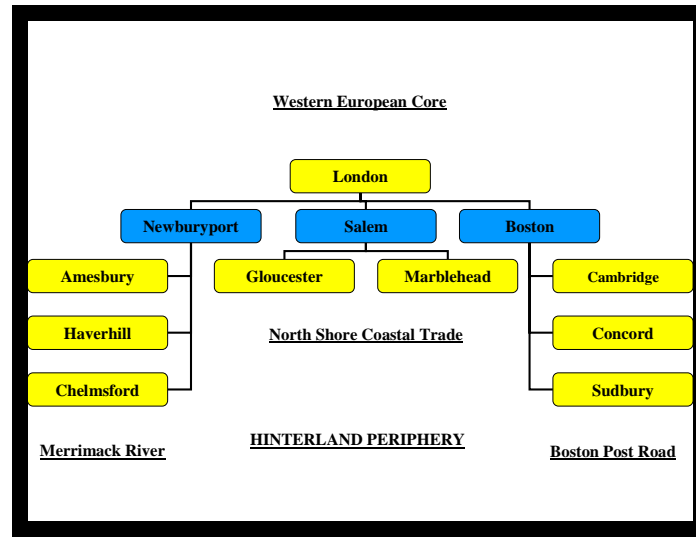 Western European Core
London
Newburyport
Salem
Boston
Amesbury
Gloucester
Marblehead
Cambridge
Haverhill
North Shore Coastal Trade
Concord
Chelmsford
Sudbury
Merrimack River
HINTERLAND PERIPHERY
Boston Post Road